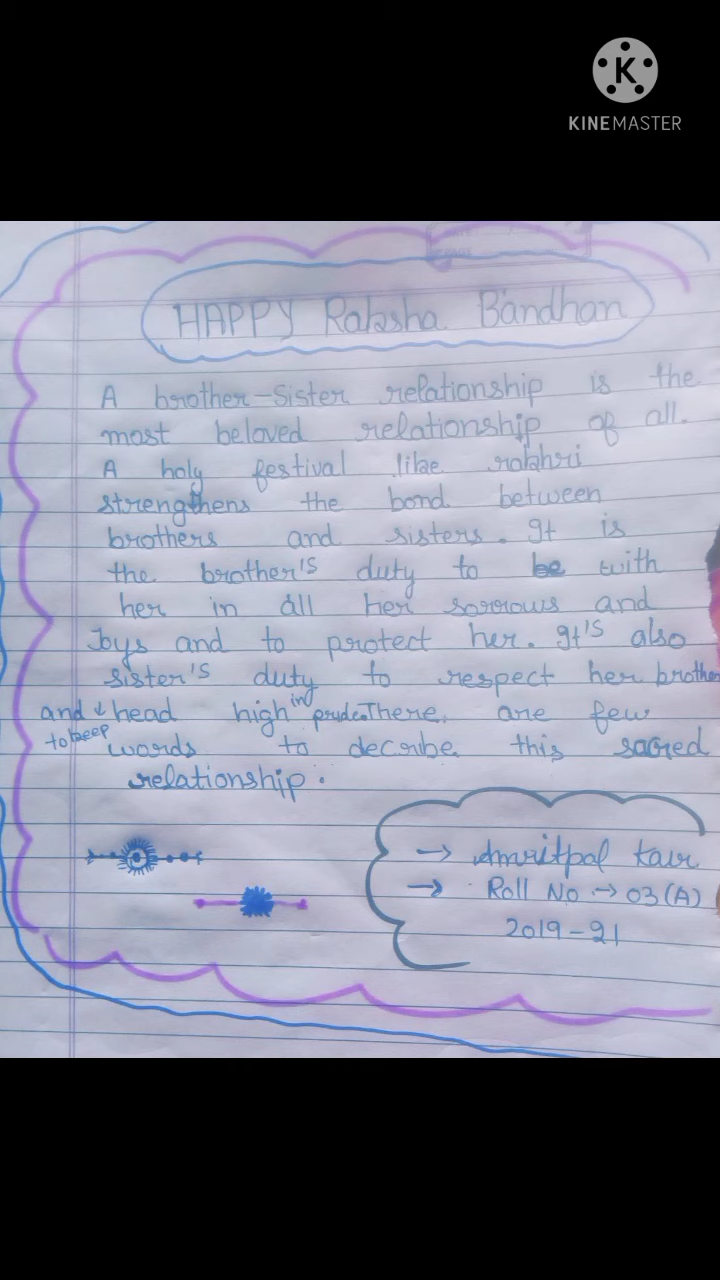 KINEMASTER
HAPPY Raksha Bandhan
A brother-Sister relationship is the
most beloved relationship of all.
A holy festival like rakhri
strengthens the bond between
brothers and sisters. It is
the brother's duty to be with
her in all her sorrows and
Joys and to protect her. It's also
sister's duty to respect her brother
and to keep head high in pride. There are few
words to decribe this sacred
relationship.
→ Amritpal Kaur
→ Roll No → 03 (A)
2019-21